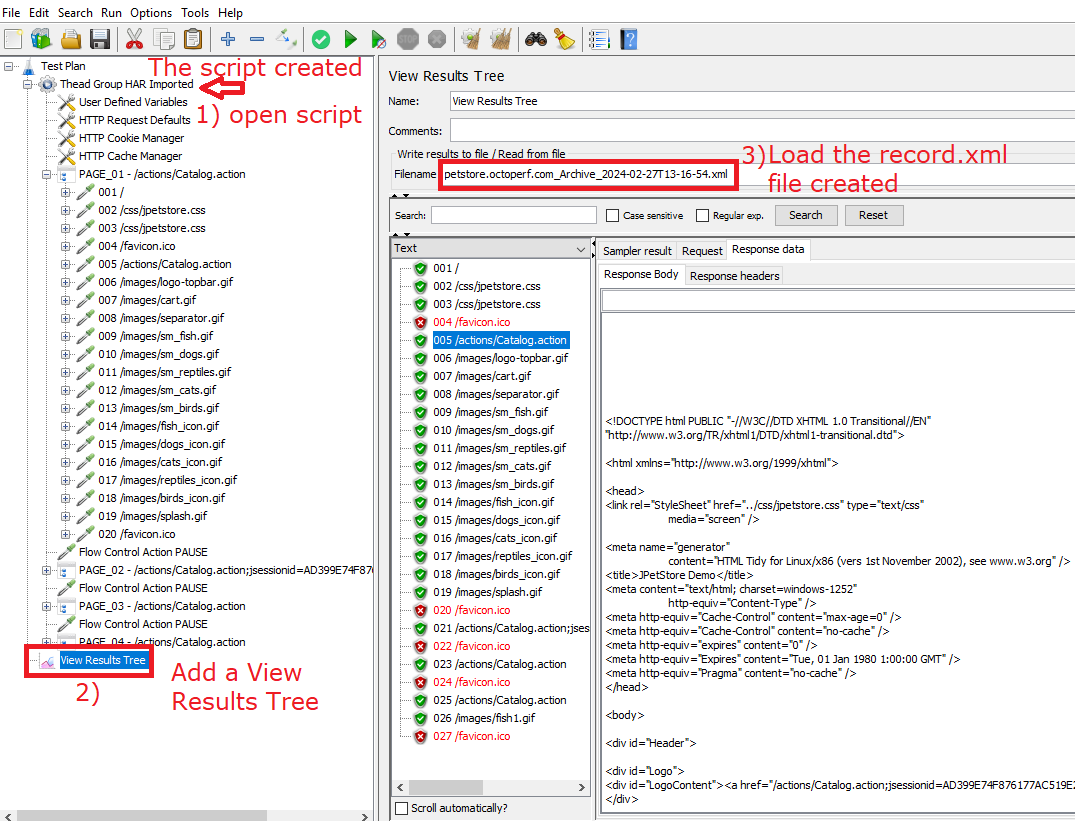 File Edit Search Run Options Tools Help
Test Plan
The script created
Thead Group HAR Imported
User Defined Variables
1) open script
HTTP Request Defaults
HTTP Cookie Manager
HTTP Cache Manager
PAGE_01 - /actions/Catalog.action
001 /
002 /css/jpetstore.css
003 /css/jpetstore.css
004 /favicon.ico
005 /actions/Catalog.action
006 /images/logo-topbar.gif
007 /images/cart.gif
008 /images/separator.gif
009 /images/sm_fish.gif
010 /images/sm_dogs.gif
011 /images/sm_reptiles.gif
012 /images/sm_cats.gif
013 /images/sm_birds.gif
014 /images/fish_icon.gif
015 /images/dogs_icon.gif
016 /images/cats_icon.gif
017 /images/reptiles_icon.gif
018 /images/birds_icon.gif
019 /images/splash.gif
020 /favicon.ico
Flow Control Action PAUSE
PAGE_02 - /actions/Catalog.action;jsessionid=AD399E74F876
Flow Control Action PAUSE
PAGE_03 - /actions/Catalog.action
Flow Control Action PAUSE
PAGE_04 - /actions/Catalog.action
View Results Tree
2)
Add a View
Results Tree
View Results Tree
Name: View Results Tree
Comments:
Write results to file / Read from file
Filename petstore.octoperf.com_Archive_2024-02-27T13-16-54.xml
3)Load the record.xml
file created
Search: Case sensitive Regular exp. Search Reset
Text
001 /
002 /css/jpetstore.css
003 /css/jpetstore.css
004 /favicon.ico
005 /actions/Catalog.action
006 /images/logo-topbar.gif
007 /images/cart.gif
008 /images/separator.gif
009 /images/sm_fish.gif
010 /images/sm_dogs.gif
011 /images/sm_reptiles.gif
012 /images/sm_cats.gif
013 /images/sm_birds.gif
014 /images/fish_icon.gif
015 /images/dogs_icon.gif
016 /images/cats_icon.gif
017 /images/reptiles_icon.gif
018 /images/birds_icon.gif
019 /images/splash.gif
020 /favicon.ico
021 /actions/Catalog.action;jses
022 /favicon.ico
023 /actions/Catalog.action
024 /favicon.ico
025 /actions/Catalog.action
026 /images/fish1.gif
027 /favicon.ico
Scroll automatically?
Sampler result Request Response data
Response Body Response headers
<!DOCTYPE html PUBLIC "-//W3C//DTD XHTML 1.0 Transitional//EN"
"http://www.w3.org/TR/xhtml1/DTD/xhtml1-transitional.dtd">
<html xmlns="http://www.w3.org/1999/xhtml">
<head>
<link rel="StyleSheet" href="../css/jpetstore.css" type="text/css"
media="screen" />
<meta name="generator"
content="HTML Tidy for Linux/x86 (vers 1st November 2002), see www.w3.org" />
<title>JPetStore Demo</title>
<meta content="text/html; charset=windows-1252"
http-equiv="Content-Type" />
<meta http-equiv="Cache-Control" content="max-age=0" />
<meta http-equiv="Cache-Control" content="no-cache" />
<meta http-equiv="expires" content="0" />
<meta http-equiv="Expires" content="Tue, 01 Jan 1980 1:00:00 GMT" />
<meta http-equiv="Pragma" content="no-cache" />
</head>
<body>
<div id="Header">
<div id="Logo">
<div id="LogoContent"><a href="/actions/Catalog.action;jsessionid=AD399E74F876177AC519E
</div>